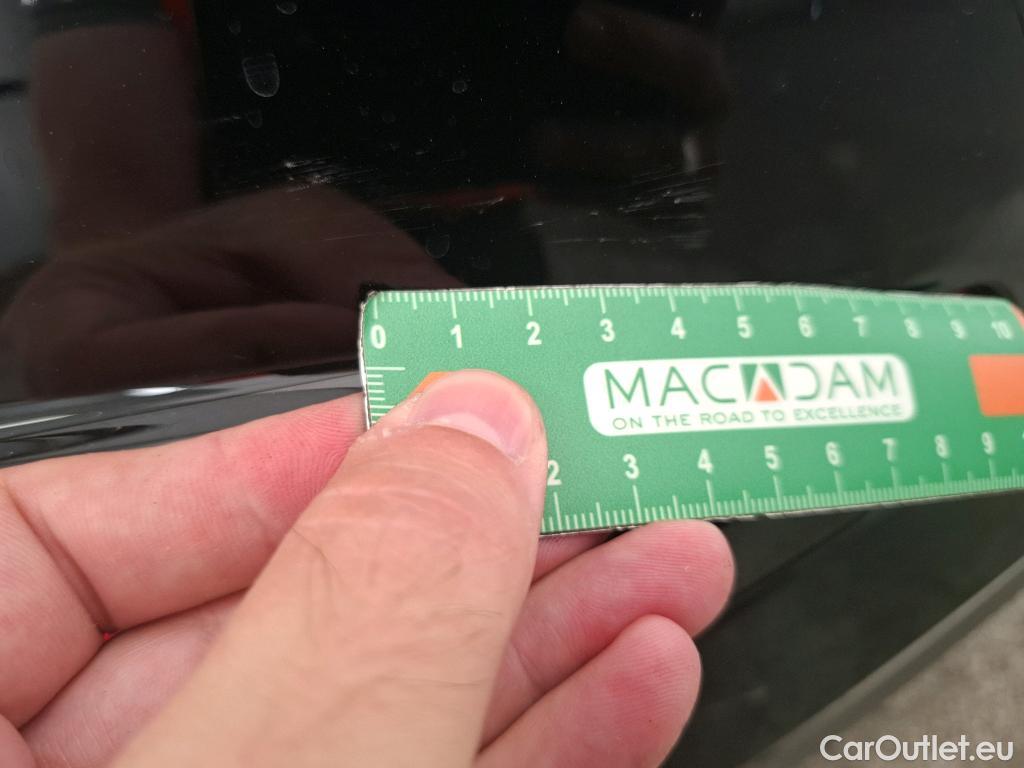 0 1 2 3 4 5 6 7 8 9 10
MACADAM
ON THE ROAD TO EXCELLENCE
2 3 4 5 6 7 8 9
CarOutlet.eu